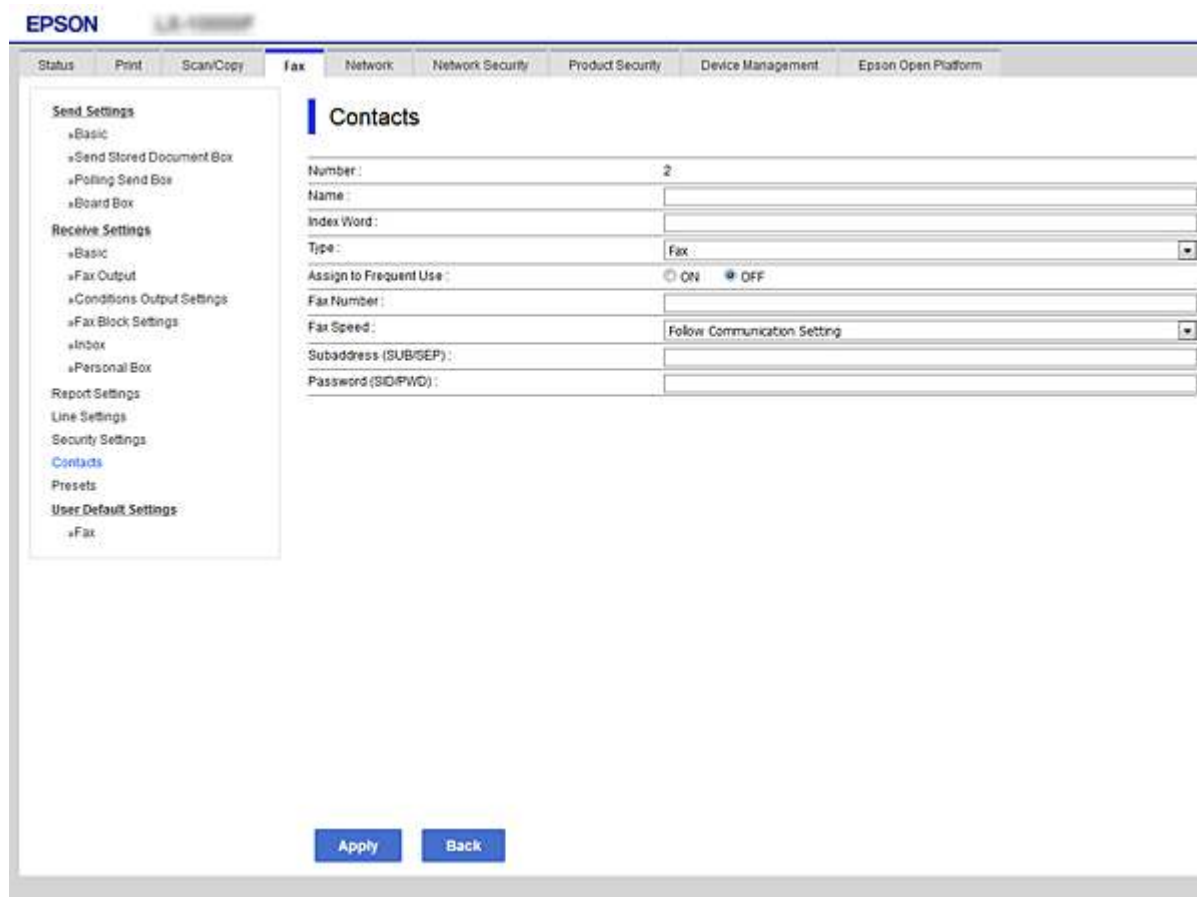 EPSON
Status Print Scan/Copy Fax Network Network Security Product Security Device Management Epson Open Platform
Send Settings
»Basic
»Send Stored Document Box
»Polling Send Box
»Board Box
Receive Settings
»Basic
»Fax Output
»Conditions Output Settings
»Fax Block Settings
»Inbox
»Personal Box
Report Settings
Line Settings
Security Settings
Contacts
Presets
User Default Settings
»Fax
Contacts
Number : 2
Name :
Index Word :
Type : Fax
Assign to Frequent Use : ON OFF
Fax Number :
Fax Speed : Follow Communication Setting
Subaddress (SUB/SEP) :
Password (SID/PWD) :
Apply Back